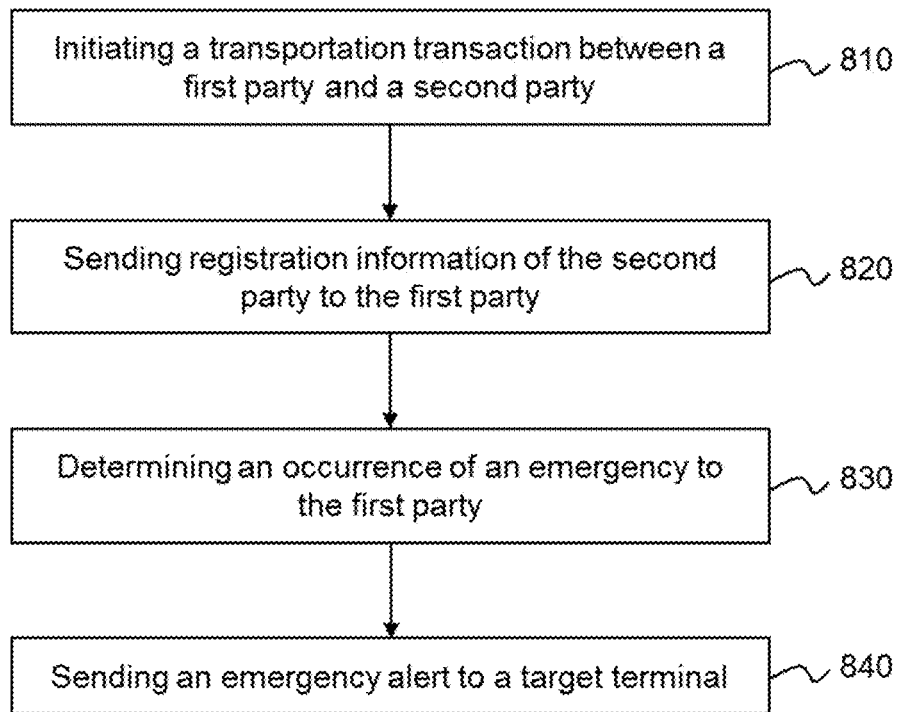 Initiating a transportation transaction between a
first party and a second party
810
Sending registration information of the second
party to the first party
820
Determining an occurrence of an emergency to
the first party
830
Sending an emergency alert to a target terminal
840